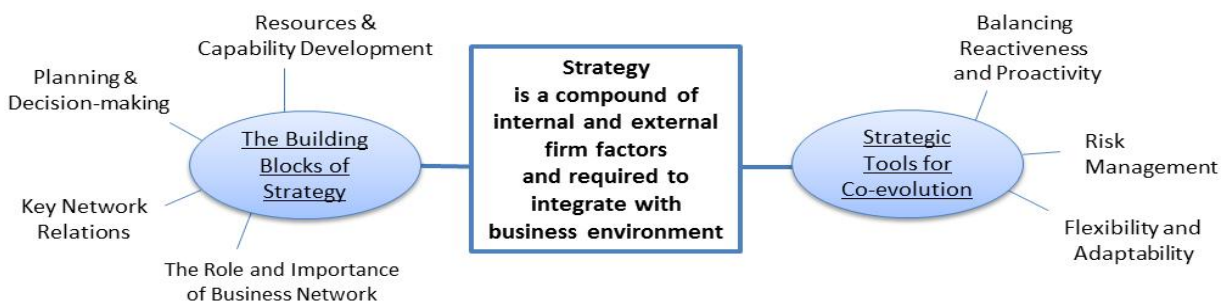 Resources &
Capability Development
Planning &
Decision-making
The Building
Blocks of
Strategy
Key Network
Relations
The Role and Importance
of Business Network
Strategy
is a compound of
internal and external
firm factors
and required to
integrate with
business environment
Balancing
Reactiveness
and Proactivity
Strategic
Tools for
Co-evolution
Risk
Management
Flexibility and
Adaptability